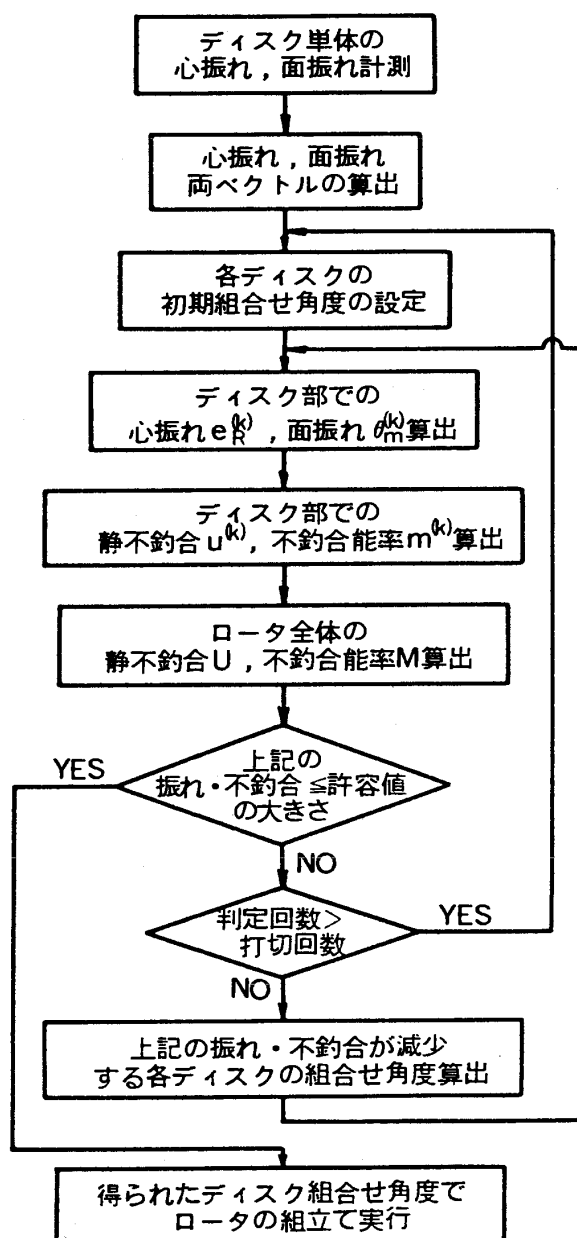 ディスク単体の
心振れ，面振れ計測
心振れ，面振れ
両ベクトルの算出
各ディスクの
初期組合せ角度の設定
ディスク部での
心振れ e_R^(k)，面振れ θ_m^(k) 算出
ディスク部での
静不釣合 u^(k)，不釣合能率 m^(k) 算出
ロータ全体の
静不釣合U，不釣合能率M算出
上記の
YES
振れ・不釣合≦許容値
の大きさ
NO
判定回数＞
YES
打切回数
NO
上記の振れ・不釣合が減少
する各ディスクの組合せ角度算出
得られたディスク組合せ角度で
ロータの組立て実行